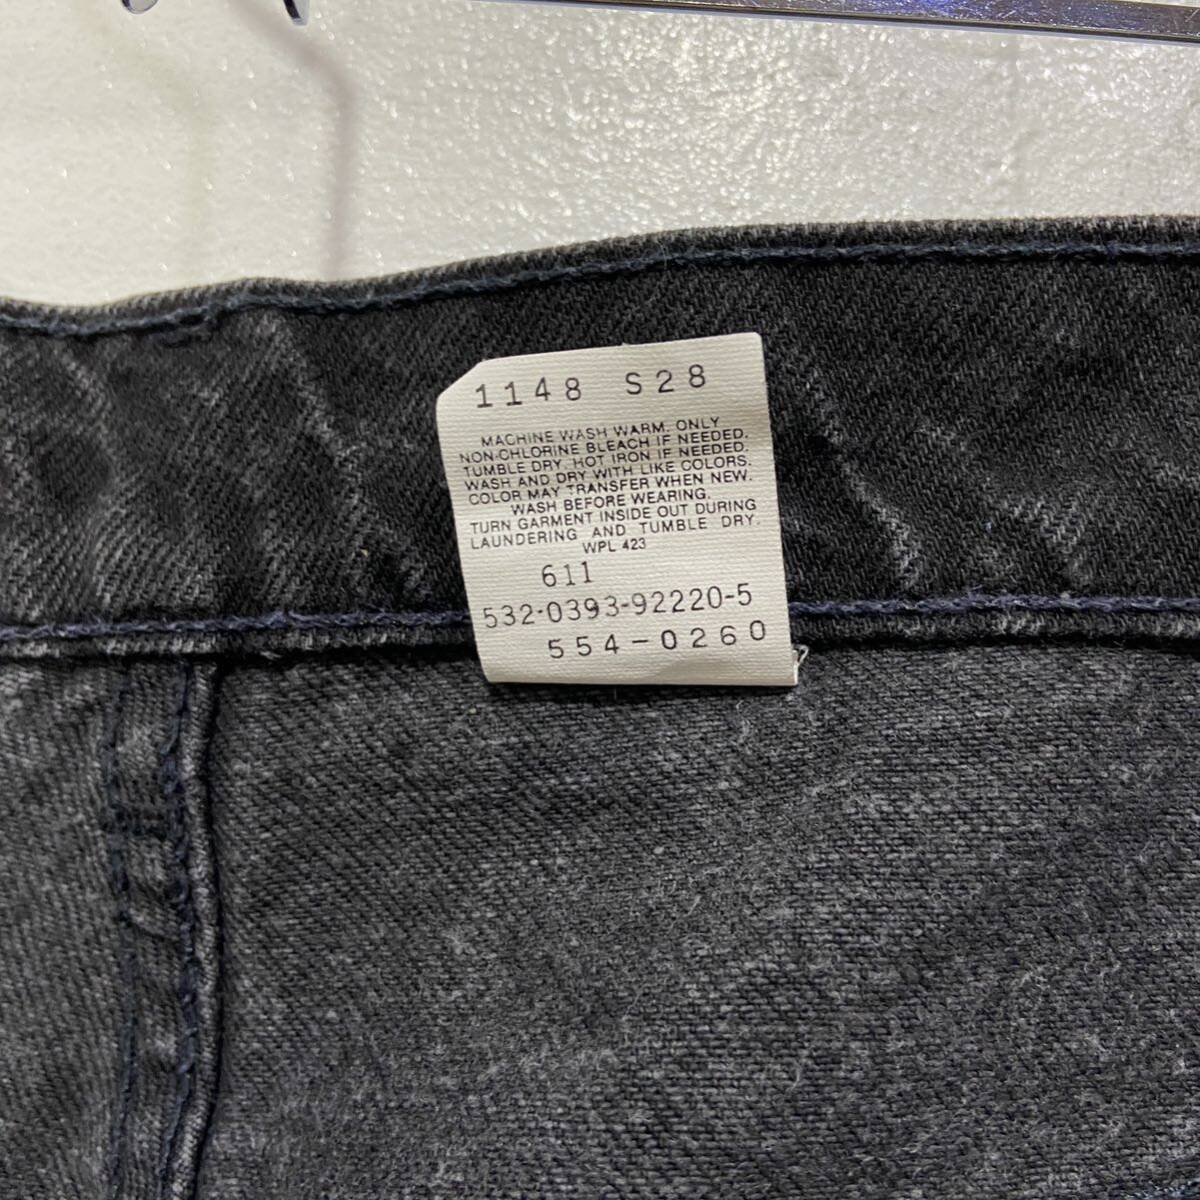 1148 S28
MACHINE WASH WARM. ONLY
NON-CHLORINE BLEACH IF NEEDED.
TUMBLE DRY. HOT IRON IF NEEDED.
WASH AND DRY WITH LIKE COLORS.
COLOR MAY TRANSFER WHEN NEW.
WASH BEFORE WEARING.
TURN GARMENT INSIDE OUT DURING
LAUNDERING AND TUMBLE DRY.
WPL 423
611
532-0393-92220-5
554-0260